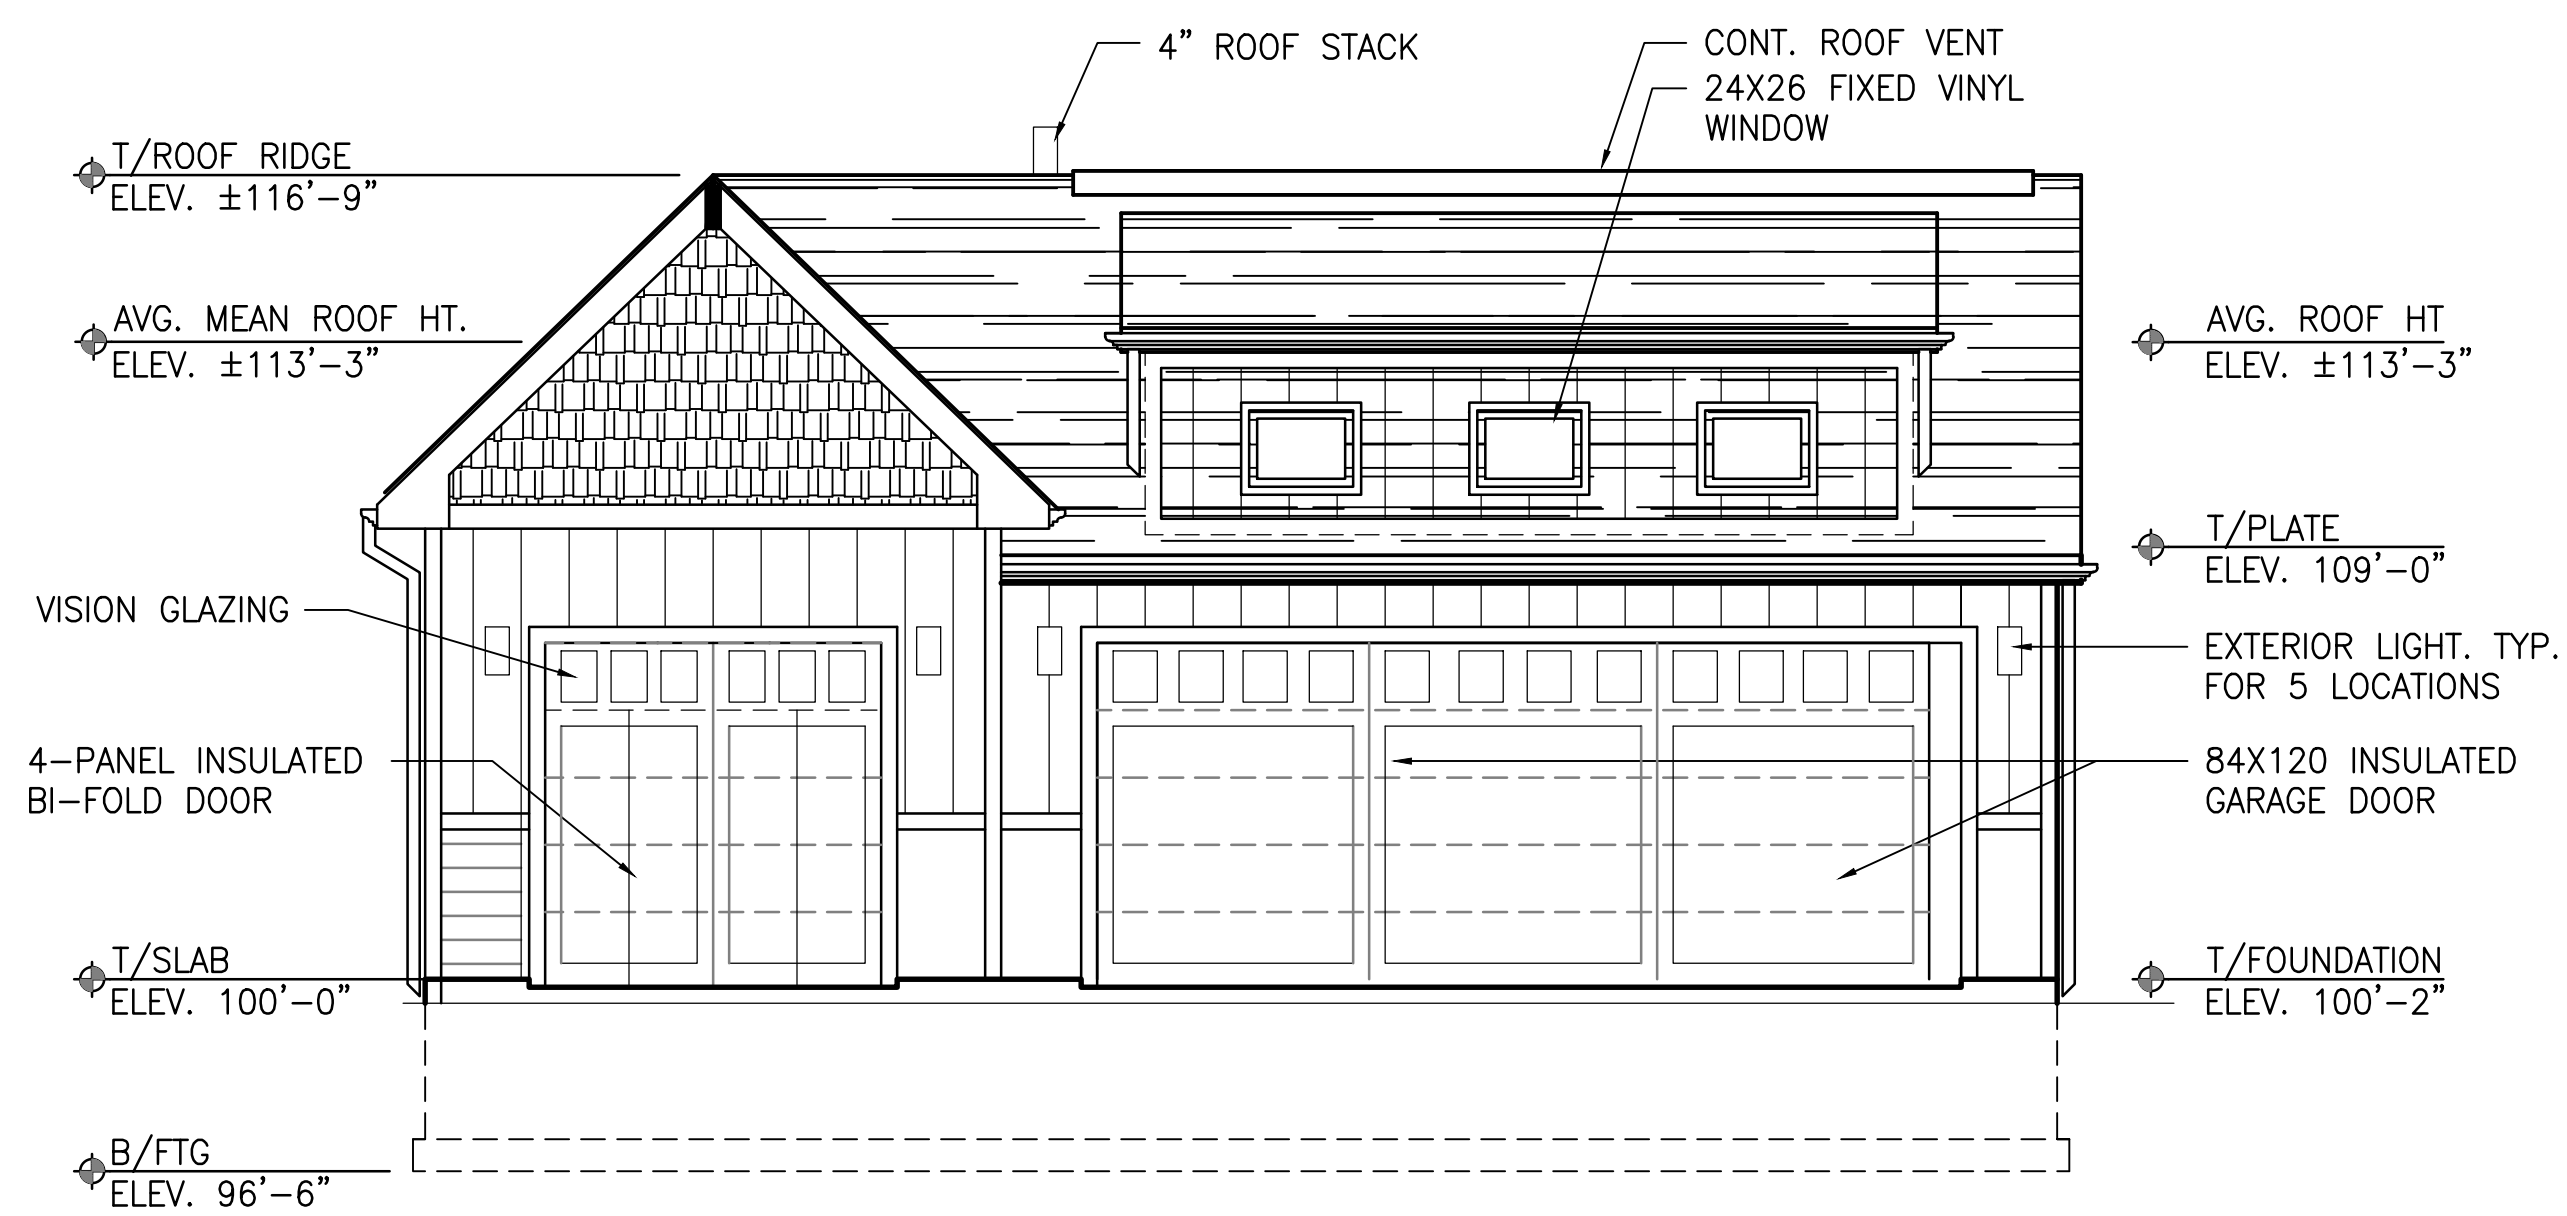 4” ROOF STACK
CONT. ROOF VENT
24X26 FIXED VINYL
WINDOW
T/ROOF RIDGE
ELEV. ±116’-9”
AVG. MEAN ROOF HT.
ELEV. ±113’-3”
AVG. ROOF HT
ELEV. ±113’-3”
T/PLATE
ELEV. 109’-0”
VISION GLAZING
EXTERIOR LIGHT. TYP.
FOR 5 LOCATIONS
4-PANEL INSULATED
BI-FOLD DOOR
84X120 INSULATED
GARAGE DOOR
T/SLAB
ELEV. 100’-0”
T/FOUNDATION
ELEV. 100’-2”
B/FTG
ELEV. 96’-6”